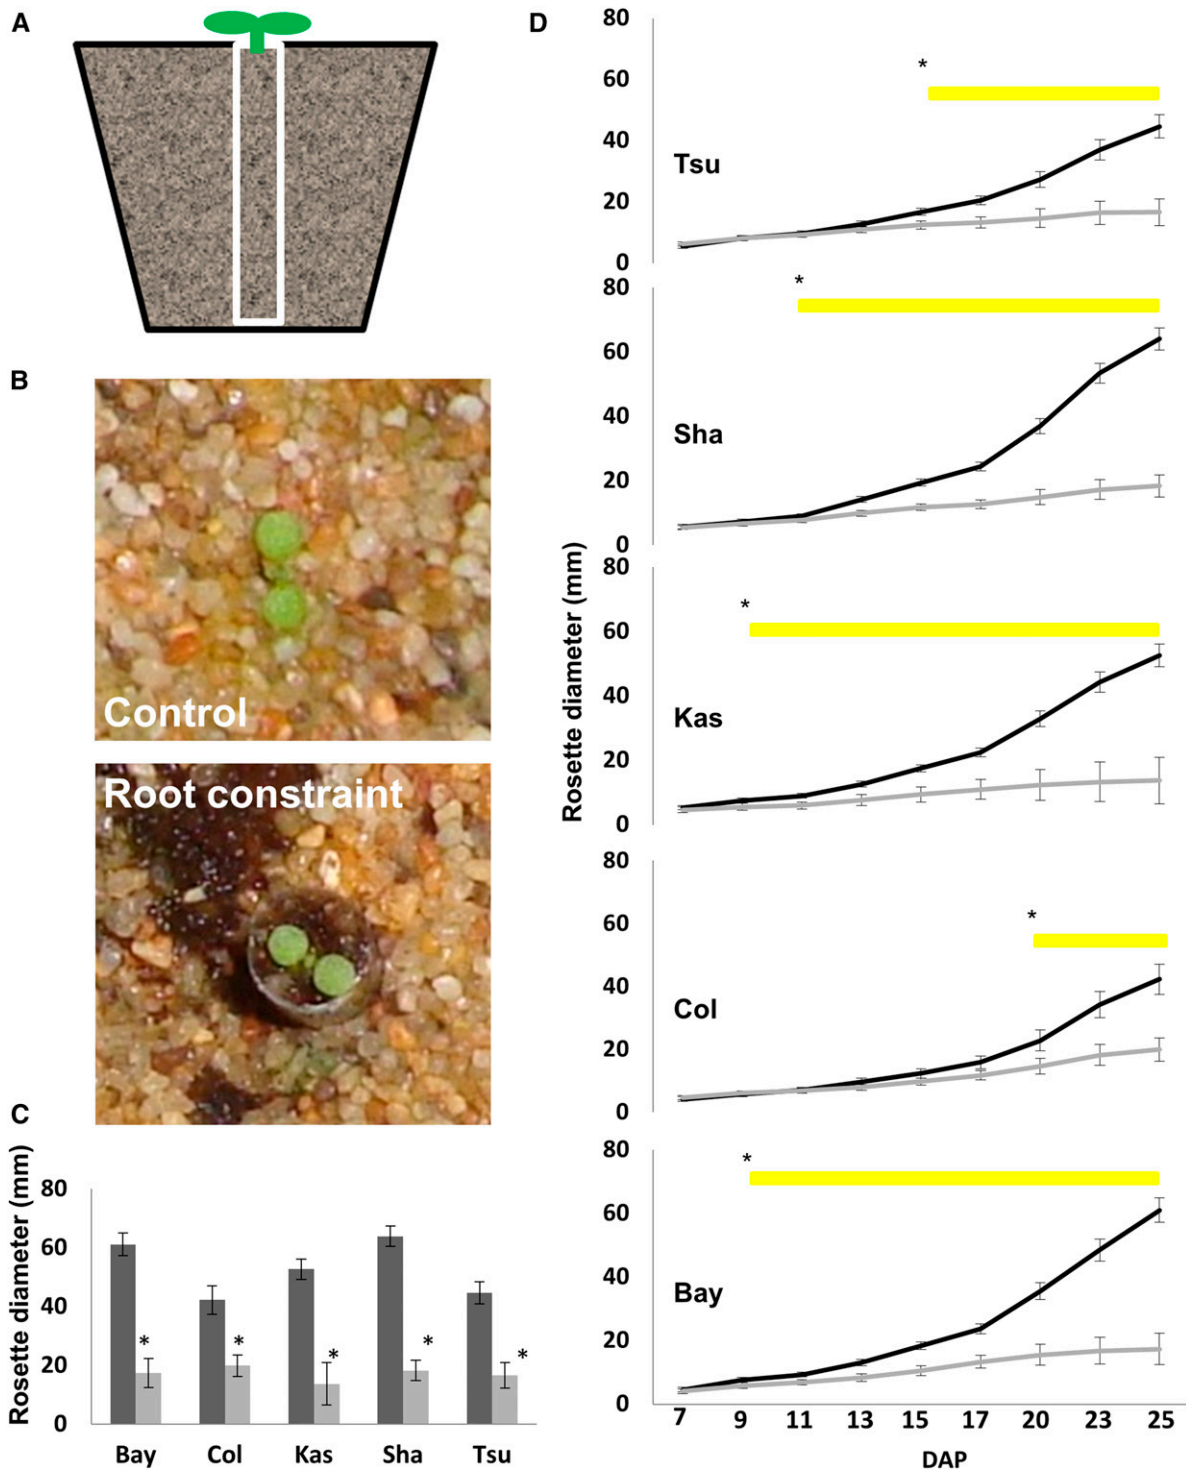 A
B
Control
Root constraint
C
Rosette diameter (mm)
80
60
40
20
0
*
*
*
*
*
Bay Col Kas Sha Tsu
D
Rosette diameter (mm)
80
60
40
20
0
*
Tsu
80
60
40
20
0
*
Sha
80
60
40
20
0
*
Kas
80
60
40
20
0
*
Col
80
60
40
20
0
*
Bay
7 9 11 13 15 17 20 23 25
DAP